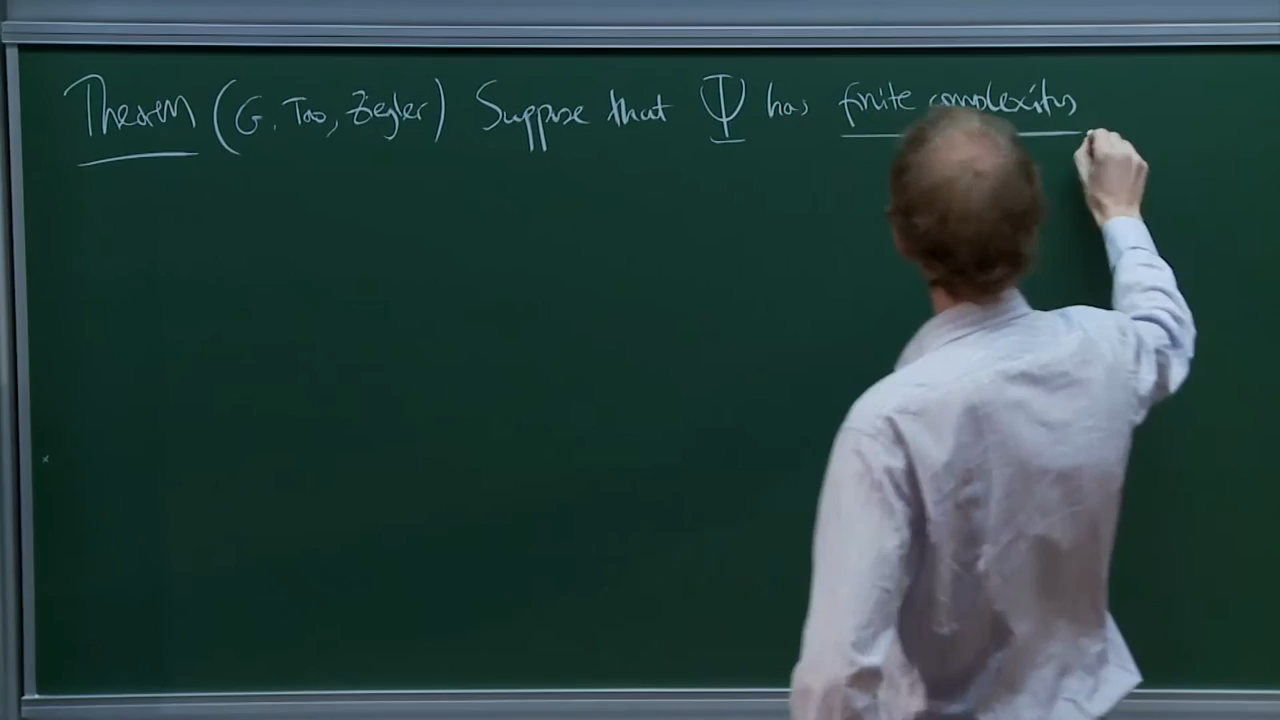 Theorem (G. Tao, Ziegler) Suppose that Ψ has finite complexity